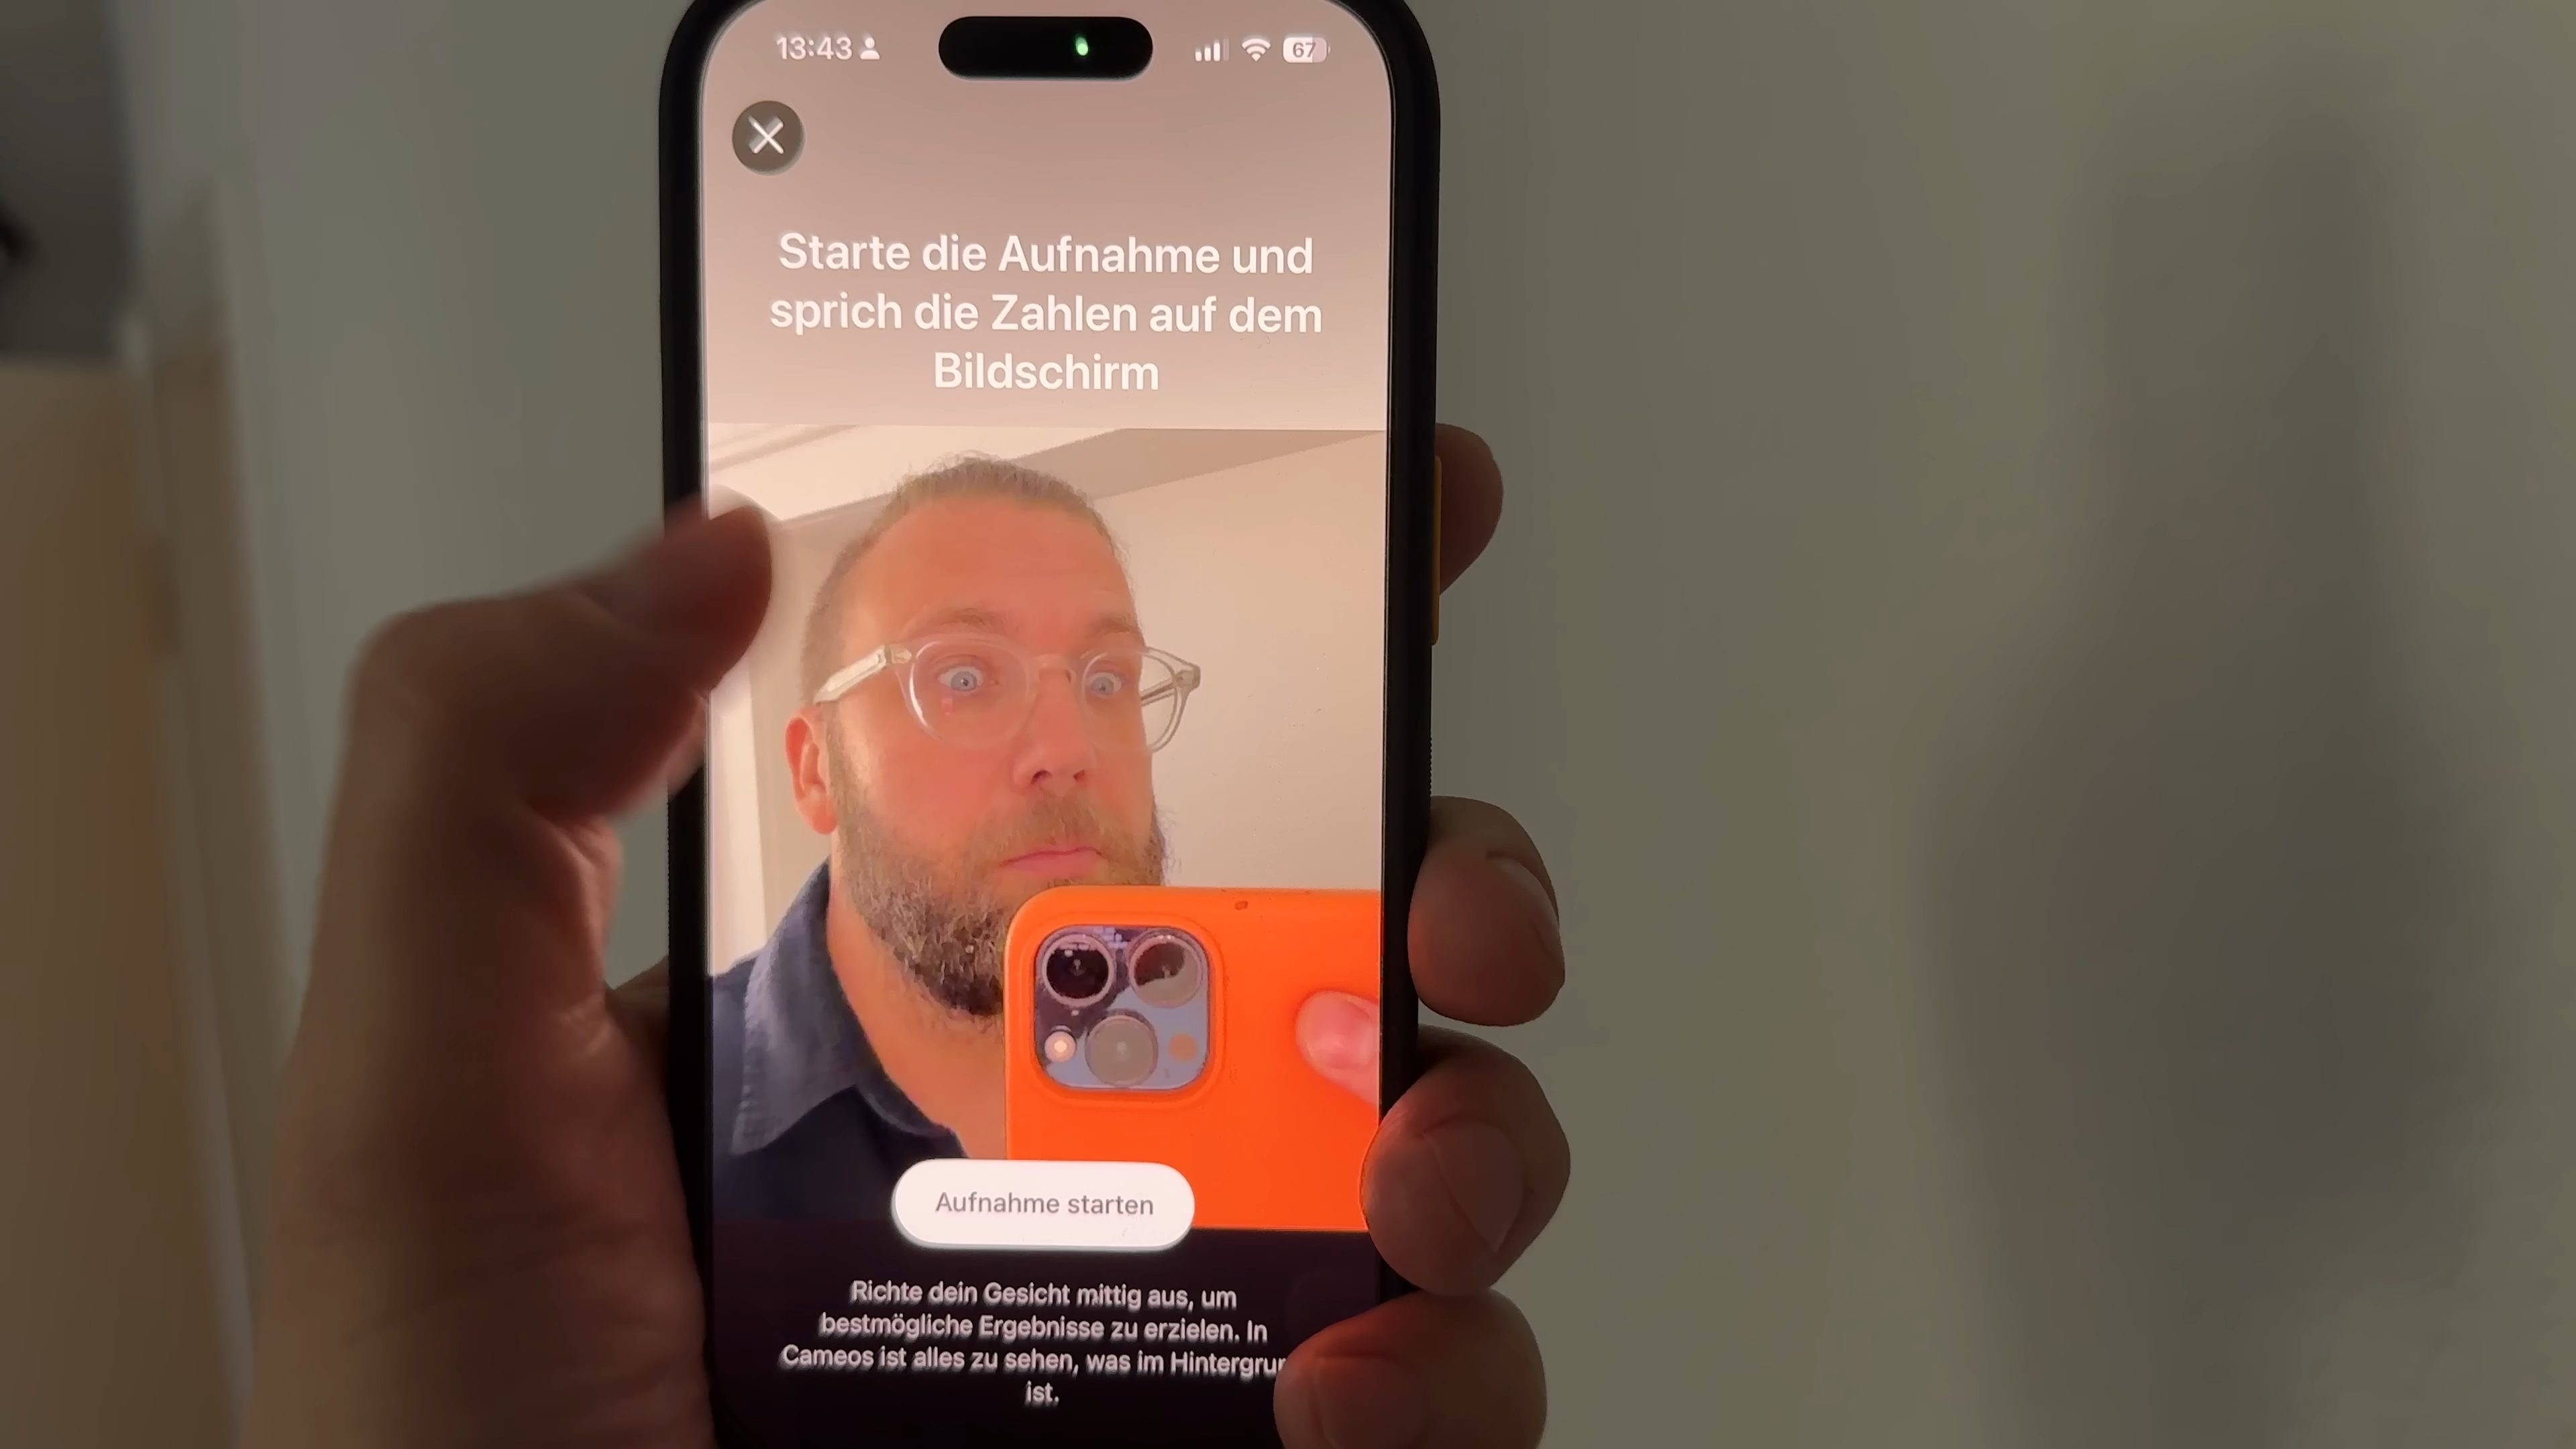 13:43
67
Starte die Aufnahme und
sprich die Zahlen auf dem
Bildschirm
Aufnahme starten
Richte dein Gesicht mittig aus, um
bestmögliche Ergebnisse zu erzielen. In
Cameos ist alles zu sehen, was im Hintergrun
ist.